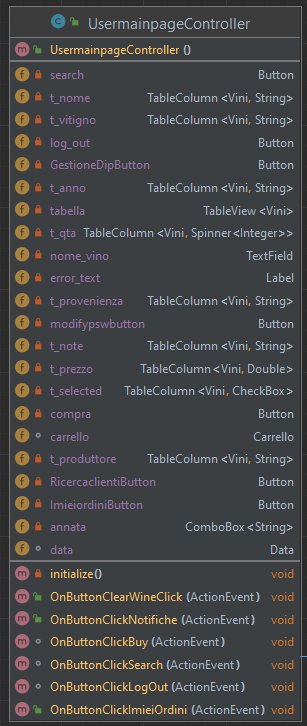 UsermainpageController
UsermainpageController ()
search Button
t_nome TableColumn <Vini, String>
t_vitigno TableColumn <Vini, String>
log_out Button
GestioneDipButton Button
t_anno TableColumn <Vini, String>
tabella TableView <Vini>
t_qta TableColumn <Vini, Spinner<Integer>>
nome_vino TextField
error_text Label
t_provenienza TableColumn <Vini, String>
modifypswbutton Button
t_note TableColumn <Vini, String>
t_prezzo TableColumn <Vini, Double>
t_selected TableColumn <Vini, CheckBox>
compra Button
carrello Carrello
t_produttore TableColumn <Vini, String>
RicercaclientiButton Button
ImieiordiniButton Button
annata ComboBox <String>
data Data
initialize() void
OnButtonClearWineClick (ActionEvent) void
OnButtonClickNotifiche (ActionEvent) void
OnButtonClickBuy (ActionEvent) void
OnButtonClickSearch (ActionEvent) void
OnButtonClickLogOut (ActionEvent) void
OnButtonClickImieiOrdini (ActionEvent) void